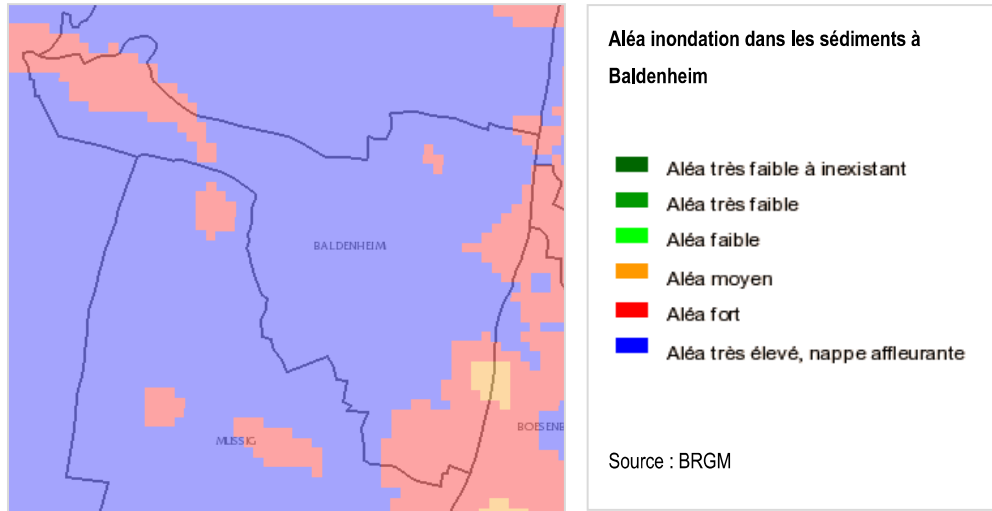 Aléa inondation dans les sédiments à
Baldenheim
Aléa très faible à inexistant
Aléa très faible
Aléa faible
Aléa moyen
Aléa fort
Aléa très élevé, nappe affleurante
Source : BRGM
BALDENHEIM
MUSSIG
BOESENB